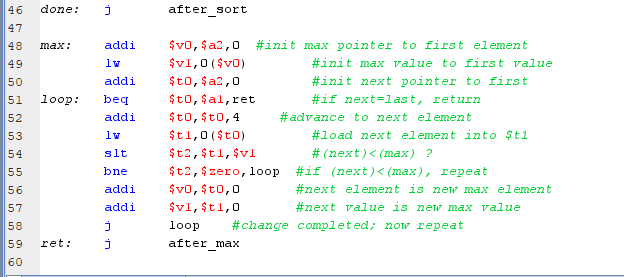 46 done: j after_sort
47
48 max: addi $v0,$a2,0 #init max pointer to first element
49 lw $v1,0($v0) #init max value to first value
50 addi $t0,$a2,0 #init next pointer to first
51 loop: beq $t0,$a1,ret #if next=last, return
52 addi $t0,$t0,4 #advance to next element
53 lw $t1,0($t0) #load next element into $t1
54 slt $t2,$t1,$v1 #(next)<(max) ?
55 bne $t2,$zero,loop #if (next)<(max), repeat
56 addi $v0,$t0,0 #next element is new max element
57 addi $v1,$t1,0 #next value is new max value
58 j loop #change completed; now repeat
59 ret: j after_max
60